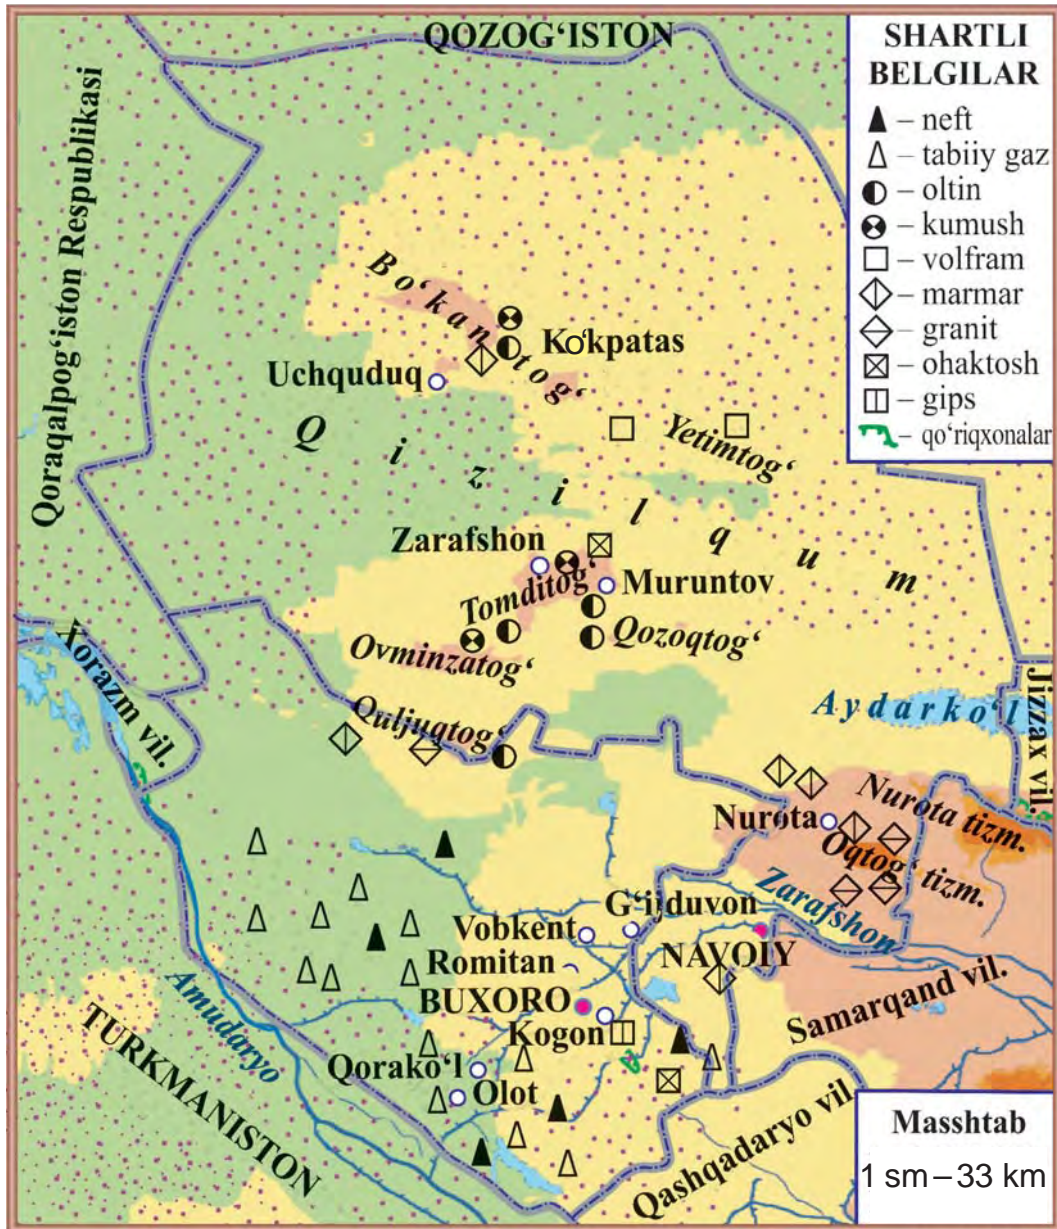 QOZOG‘ISTON
Qoraqalpog‘iston Respublikasi
SHARTLI
BELGILAR
– neft
– tabiiy gaz
– oltin
– kumush
– volfram
– marmar
– granit
– ohaktosh
– gips
– qo‘riqxonalar
Bo‘kantog‘
Ko‘kpatas
Uchquduq
Yetimtog‘
Qizilqum
Zarafshon
Tomditog‘
Muruntov
Qozoqtog‘
Ovminzatog‘
Xorazm vil.
Quljuqtog‘
Aydarko‘l
Jizzax vil.
Nurota
Nurota tizm.
Oqtog‘ tizm.
Zarafshon
G‘ijduvon
Vobkent
NAVOIY
Romitan
BUXORO
Kogon
Samarqand vil.
Amudaryo
TURKMANISTON
Qorako‘l
Olot
Qashqadaryo vil.
Masshtab
1 sm – 33 km